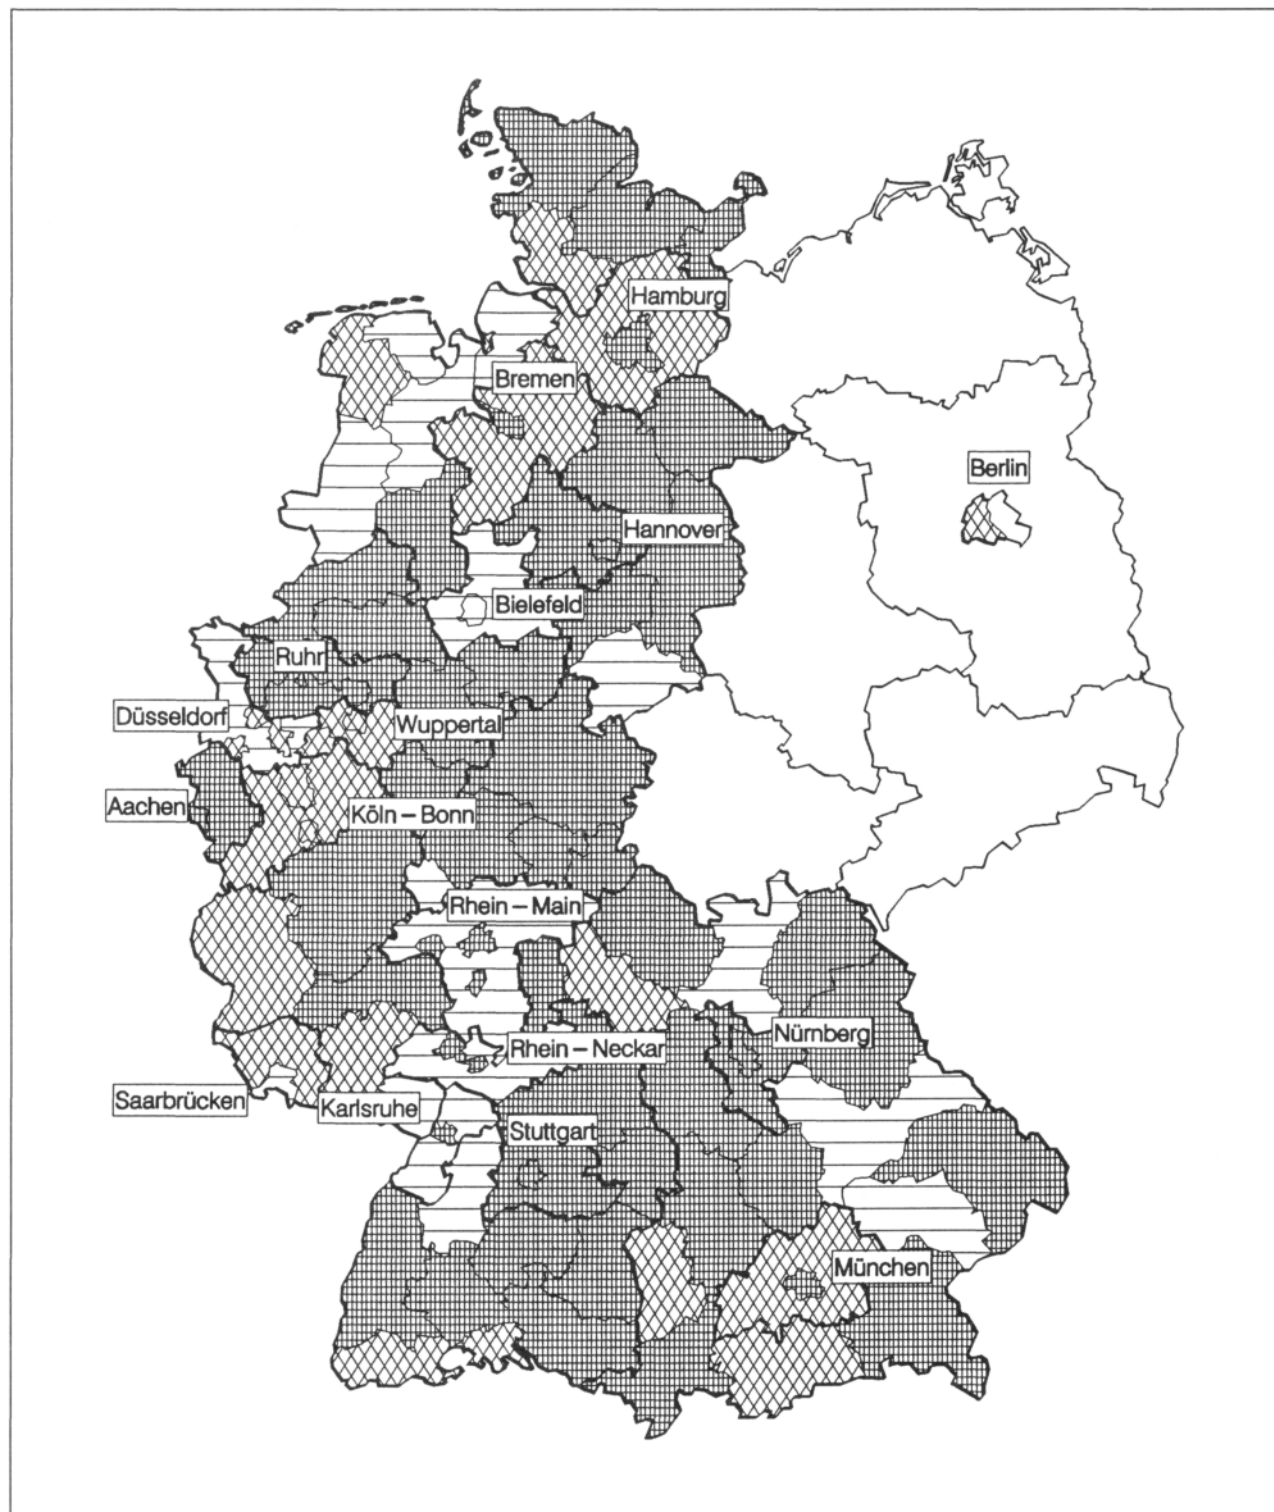 Hamburg
Bremen
Berlin
Hannover
Bielefeld
Ruhr
Düsseldorf
Wuppertal
Aachen
Köln – Bonn
Rhein – Main
Nürnberg
Rhein – Neckar
Saarbrücken
Karlsruhe
Stuttgart
München